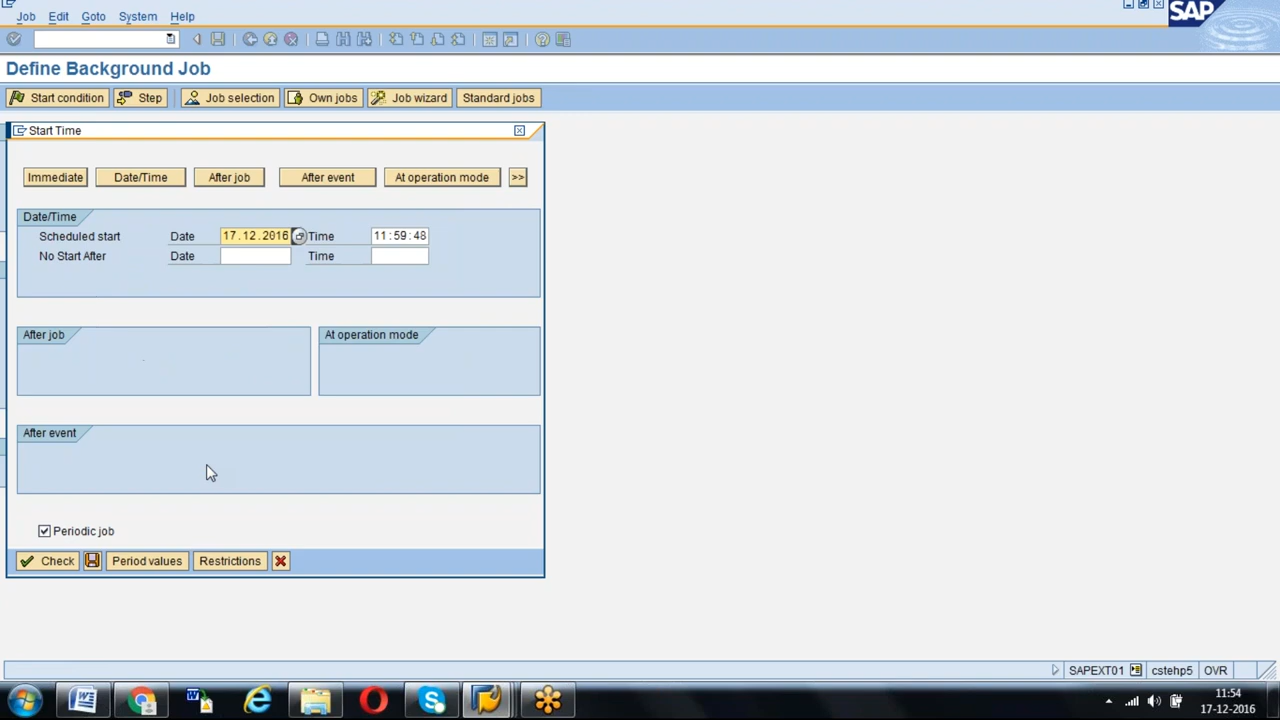 Job Edit Goto System Help
SAP
Define Background Job
Start condition Step Job selection Own jobs Job wizard Standard jobs
Start Time
Immediate Date/Time After job After event At operation mode >>
Date/Time
Scheduled start Date 17.12.2016 Time 11:59:48
No Start After Date Time
After job At operation mode
After event
Periodic job
Check Period values Restrictions
SAPEXT01 cstehp5 OVR
11:54
17-12-2016